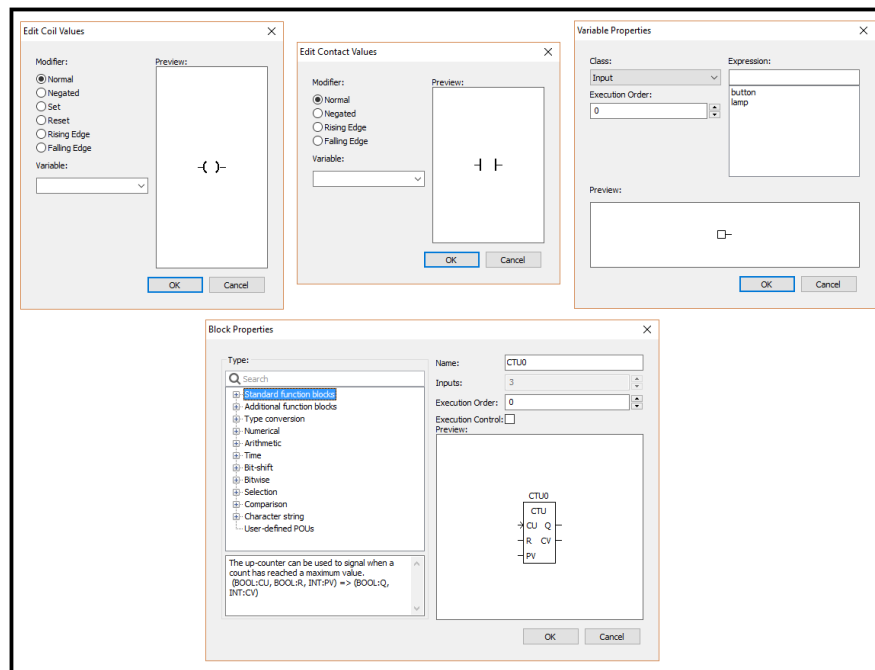 Edit Coil Values
Modifier:
Normal
Negated
Set
Reset
Rising Edge
Falling Edge
Variable:
Preview:
OK
Cancel
Edit Contact Values
Modifier:
Normal
Negated
Rising Edge
Falling Edge
Variable:
Preview:
OK
Cancel
Variable Properties
Class:
Input
Execution Order:
0
Expression:
button
lamp
Preview:
OK
Cancel
Block Properties
Type:
Search
Standard function blocks
Additional function blocks
Type conversion
Numerical
Arithmetic
Time
Bit-shift
Bitwise
Selection
Comparison
Character string
User-defined POUs
The up-counter can be used to signal when a
count has reached a maximum value.
(BOOL:CU, BOOL:R, INT:PV) => (BOOL:Q,
INT:CV)
Name:
CTU0
Inputs:
3
Execution Order:
0
Execution Control:
Preview:
CTU0
CTU
CU Q
R CV
PV
OK
Cancel